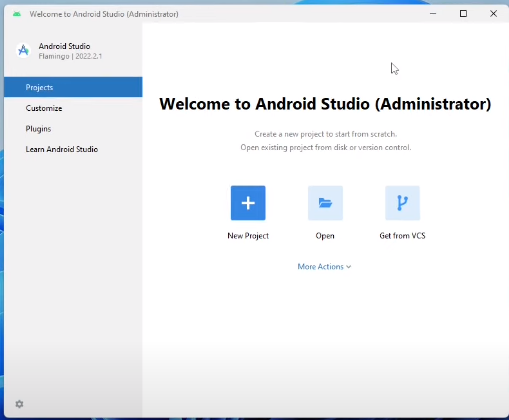 Welcome to Android Studio (Administrator)
Android Studio
Flamingo | 2022.2.1
Projects
Customize
Plugins
Learn Android Studio
Welcome to Android Studio (Administrator)
Create a new project to start from scratch.
Open existing project from disk or version control.
New Project
Open
Get from VCS
More Actions